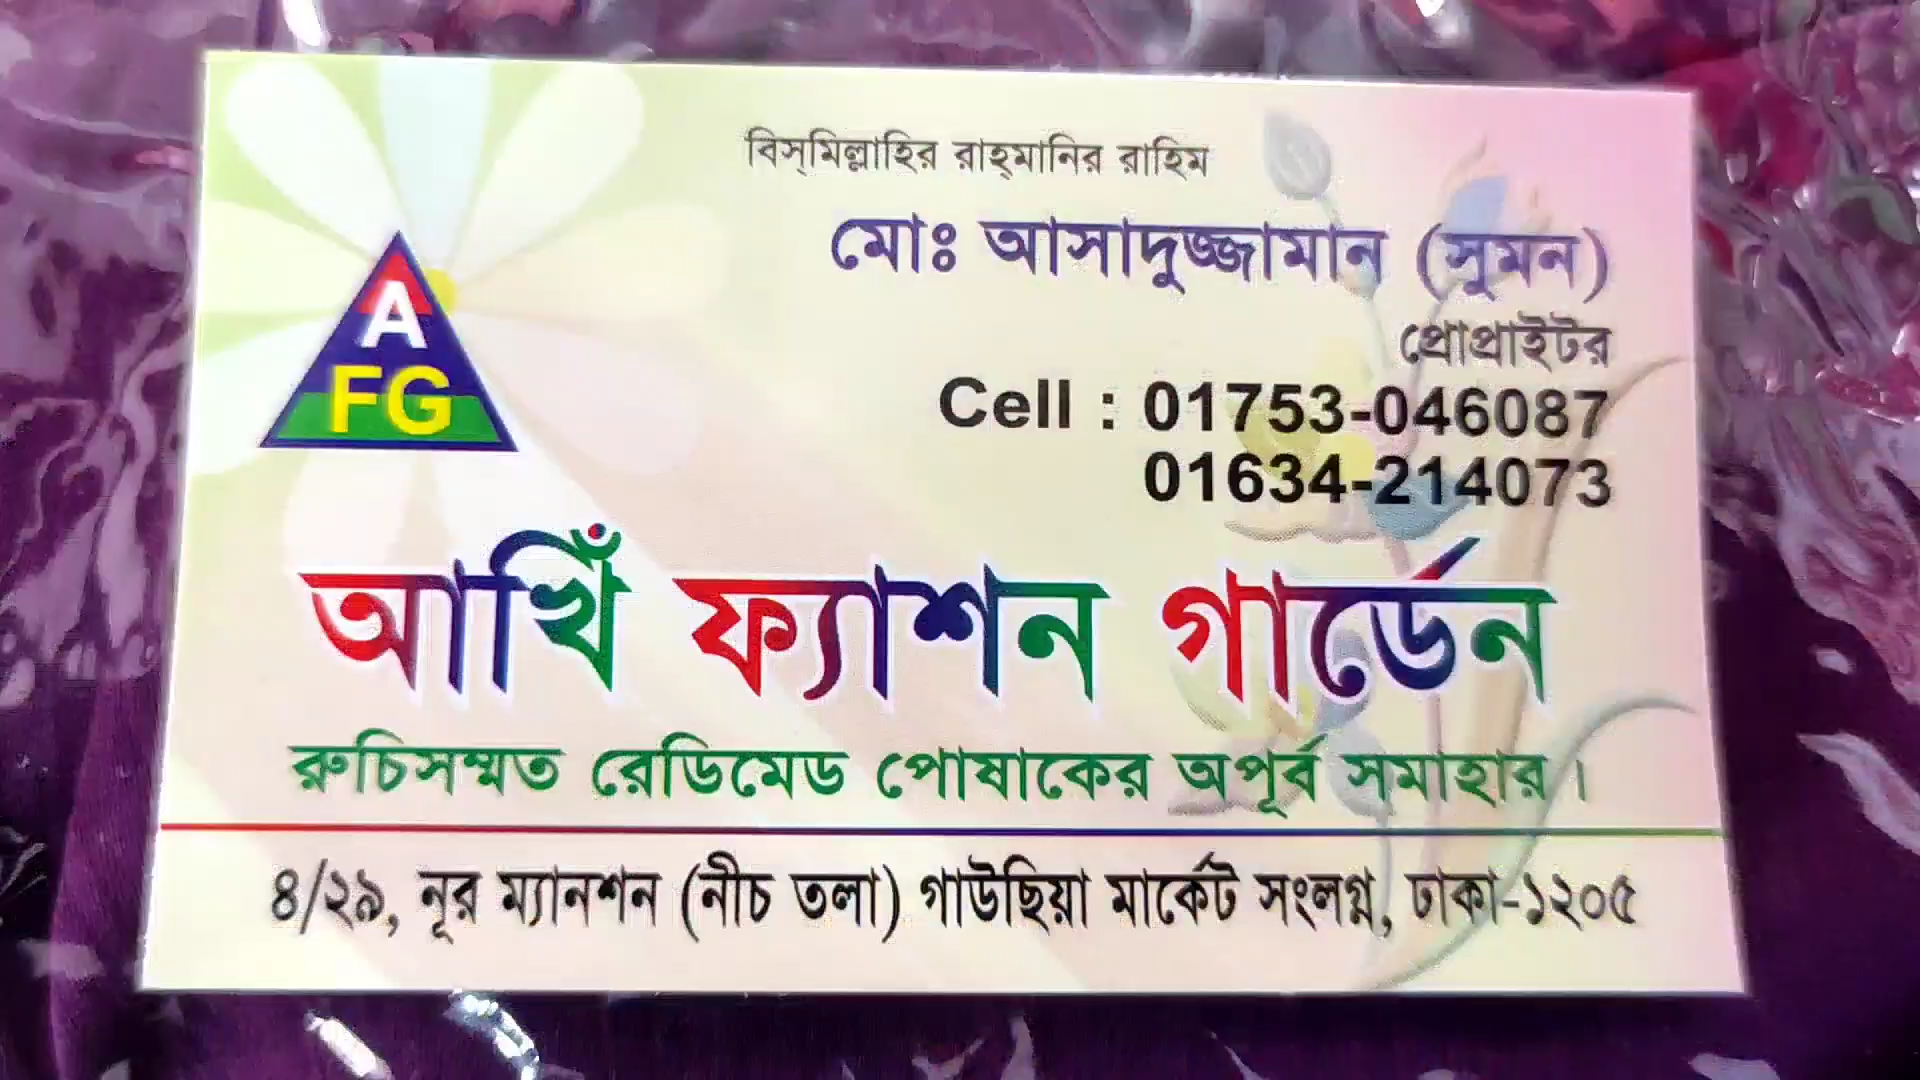 বিস্‌মিল্লাহির রাহ্‌মানির রাহিম
মোঃ আসাদুজ্জামান (সুমন)
প্রোপ্রাইটর
A
FG
Cell : 01753-046087
01634-214073
আখিঁ ফ্যাশন গার্ডেন
রুচিসম্মত রেডিমেড পোষাকের অপূর্ব সমাহার।
৪/২৯, নূর ম্যানশন (নীচ তলা) গাউছিয়া মার্কেট সংলগ্ন, ঢাকা-১২০৫